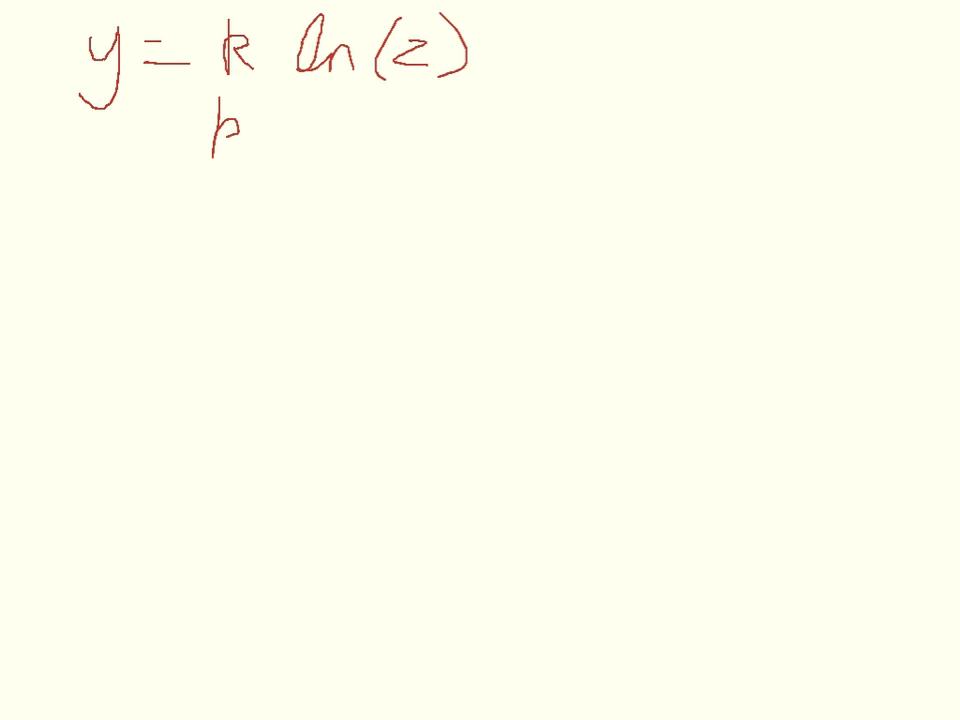 y = k ln(z)